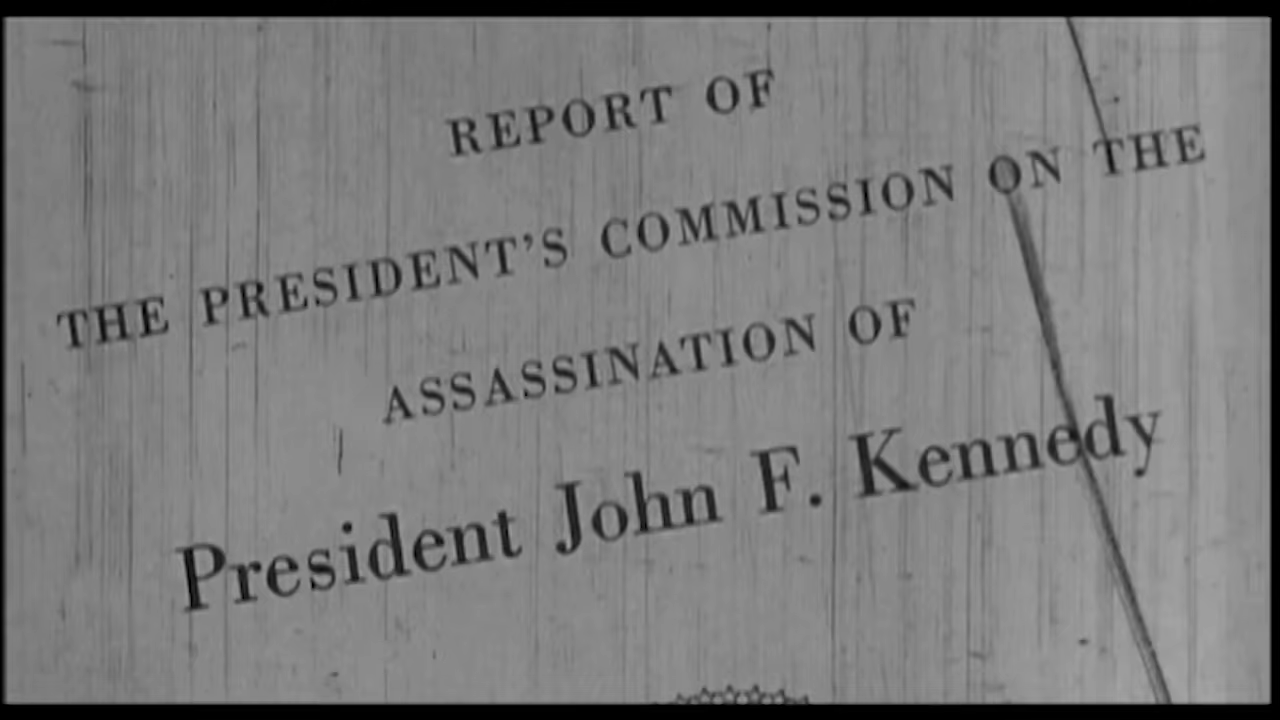 REPORT OF
THE PRESIDENT'S COMMISSION ON THE
ASSASSINATION OF
President John F. Kennedy